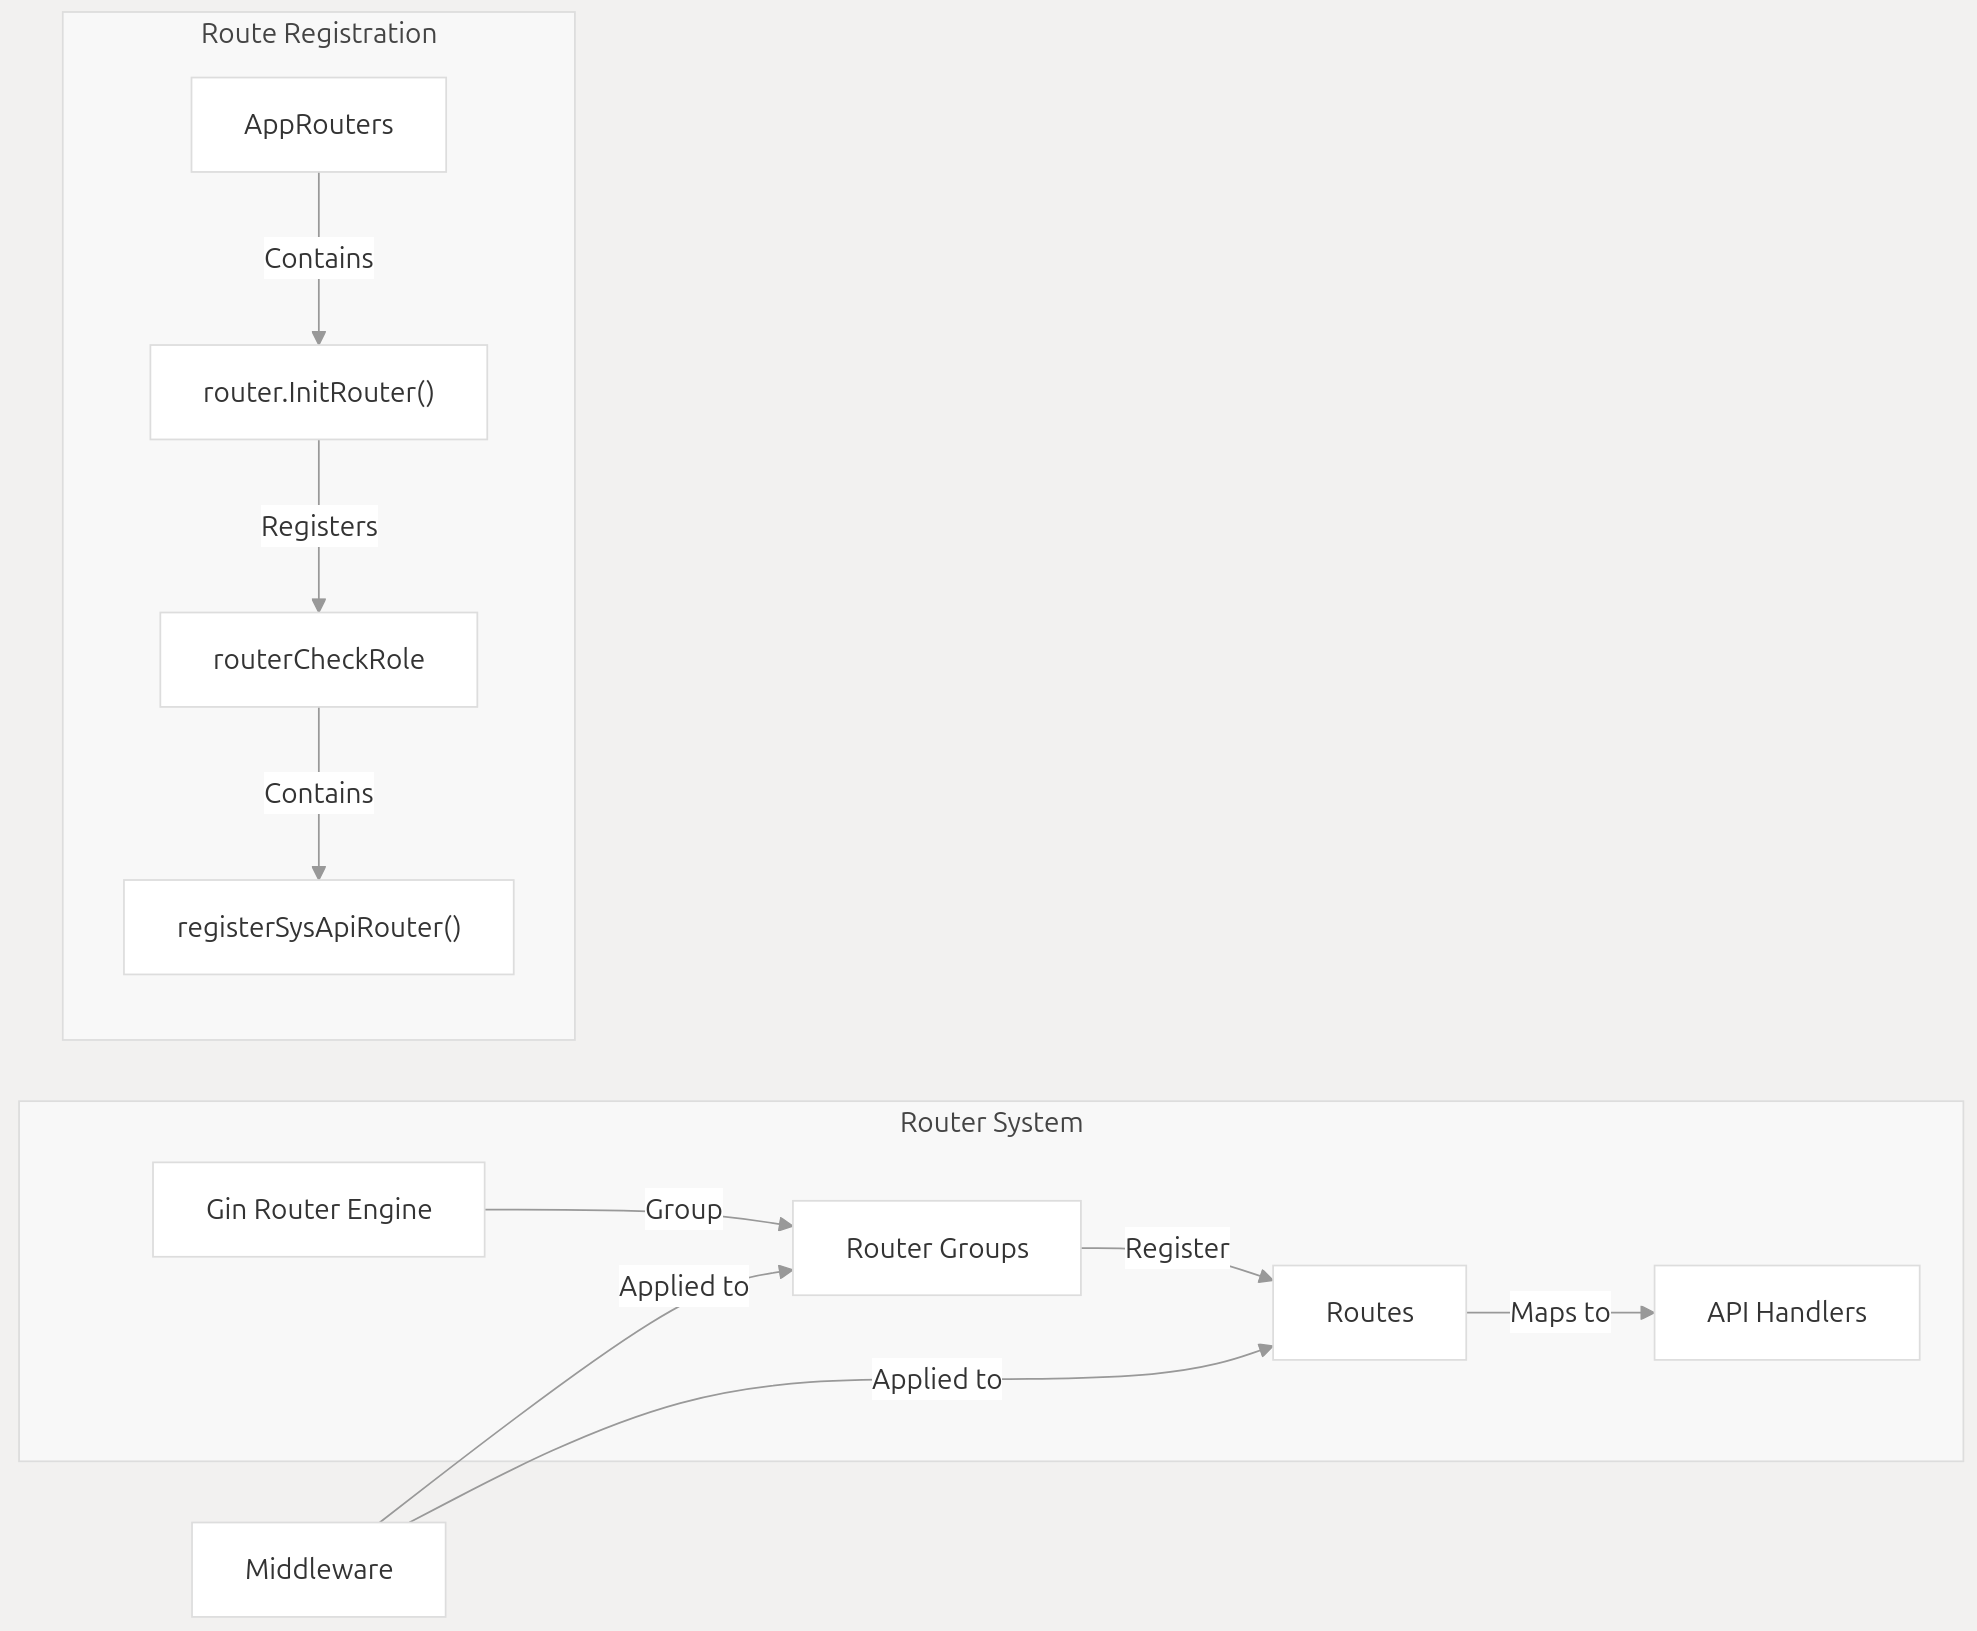 Route Registration
AppRouters
Contains
router.InitRouter()
Registers
routerCheckRole
Contains
registerSysApiRouter()
Router System
Gin Router Engine
Group
Router Groups
Register
Applied to
Routes
Maps to
API Handlers
Applied to
Middleware